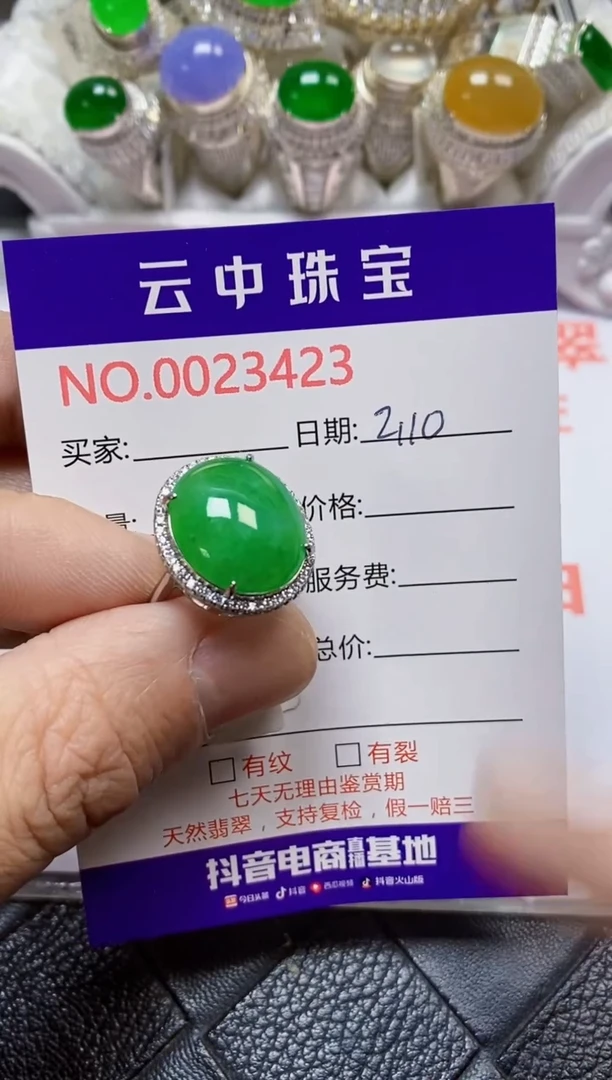 云中珠宝
NO.0023423
买家: 日期: 2,10
价格:
服务费:
总价:
有纹 有裂
七天无理由鉴赏期
天然翡翠，支持复检，假一赔三
抖音电商直播基地
今日头条 抖音 西瓜视频 抖音火山版
翠